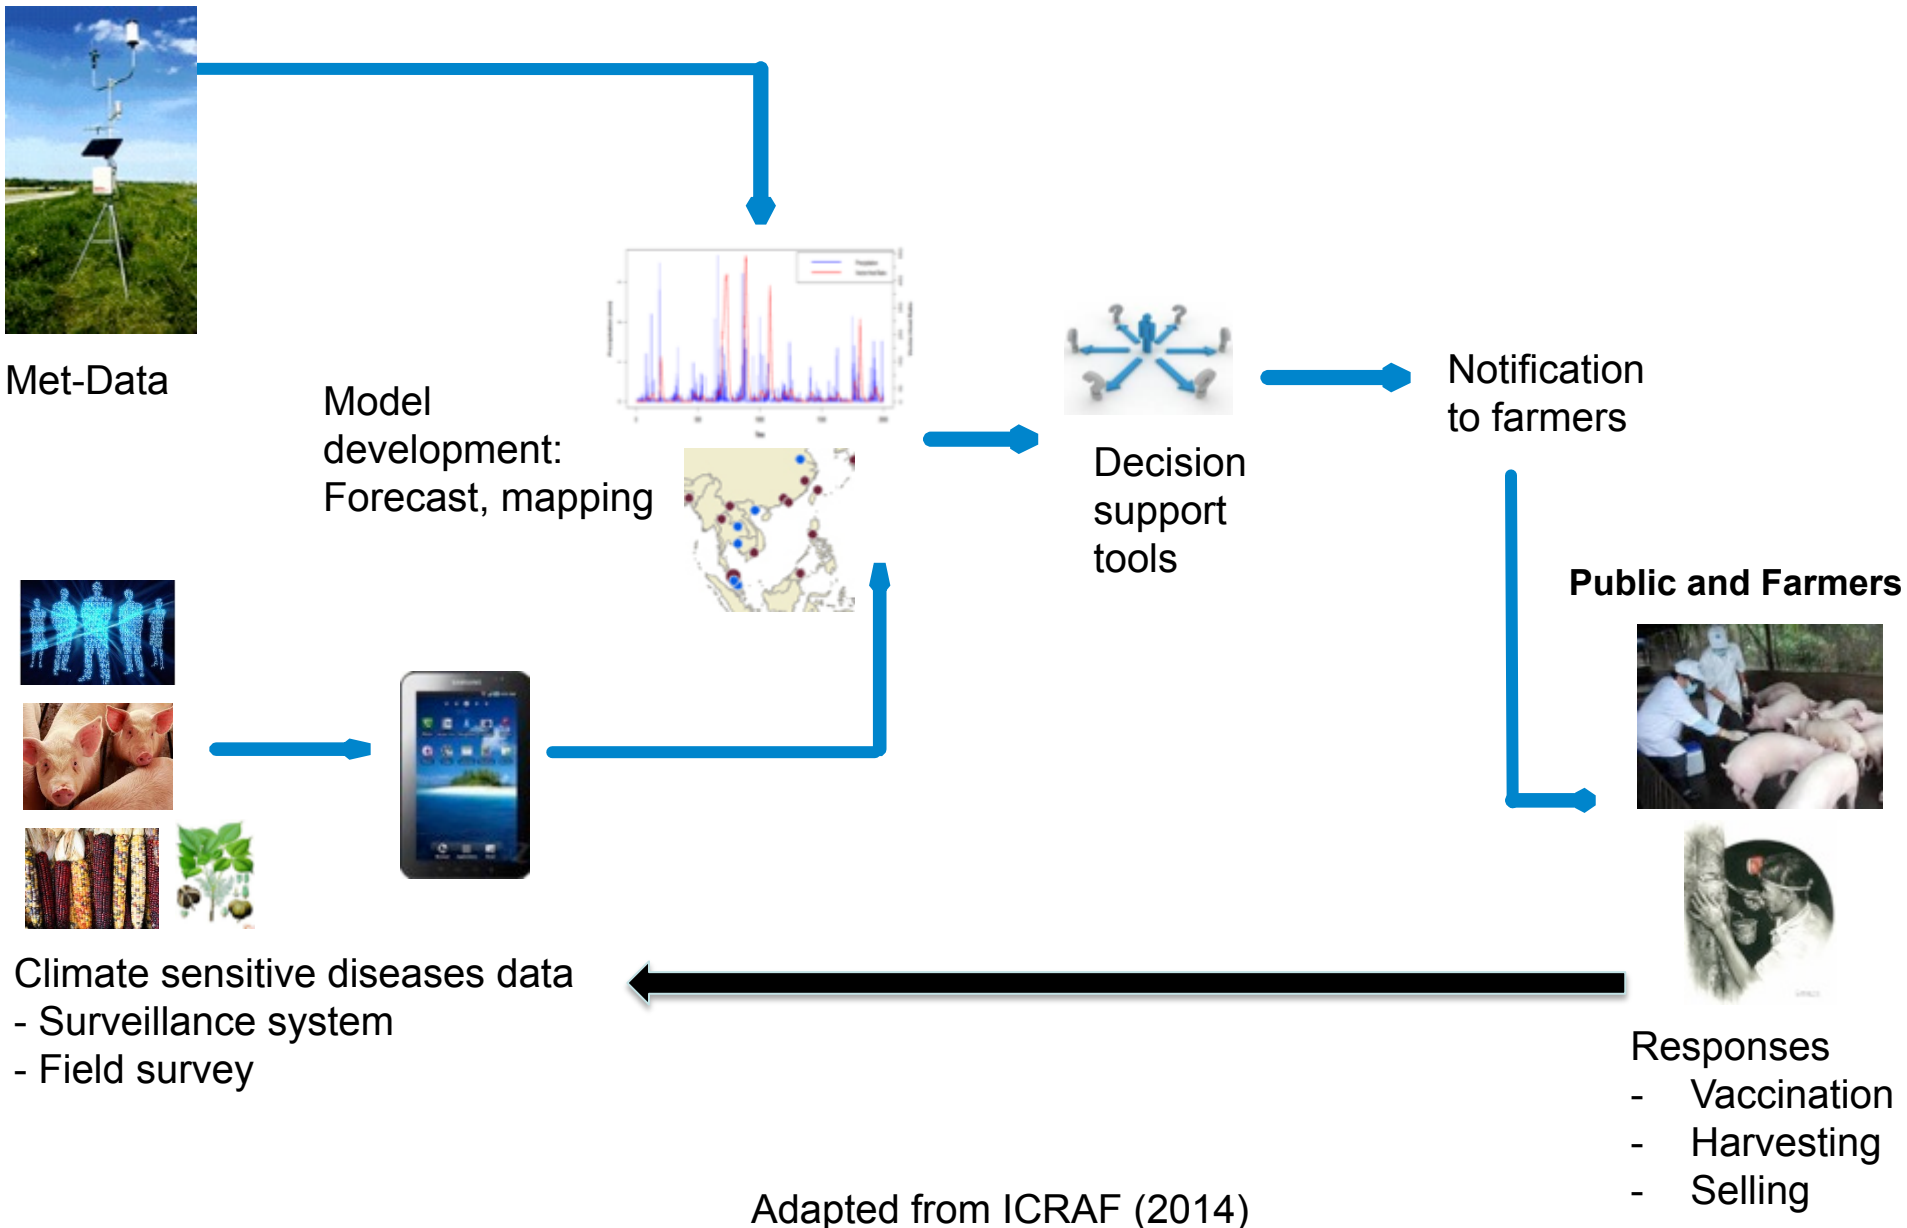 Met-Data
Model
development:
Forecast, mapping
Decision
support
tools
Notification
to farmers
Public and Farmers
Climate sensitive diseases data
- Surveillance system
- Field survey
Responses
- Vaccination
- Harvesting
- Selling
Adapted from ICRAF (2014)